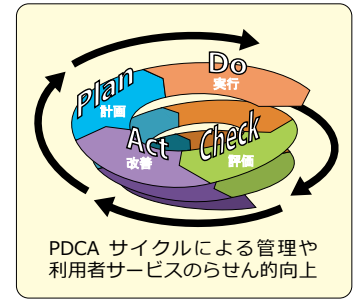 Plan
計画
Do
実行
Check
評価
Act
改善
PDCA サイクルによる管理や
利用者サービスのらせん的向上